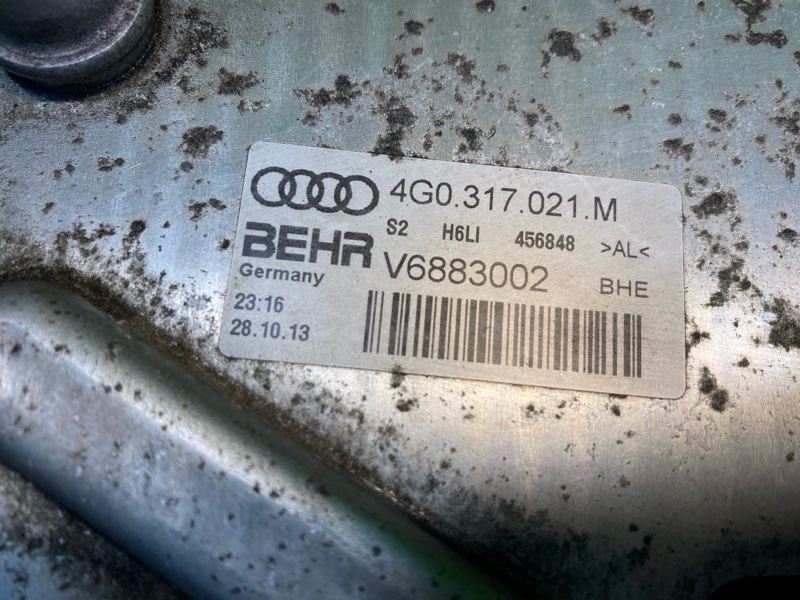 4G0.317.021.M
S2 H6LI 456848 >AL<
BEHR V6883002 BHE
Germany
23:16
28.10.13